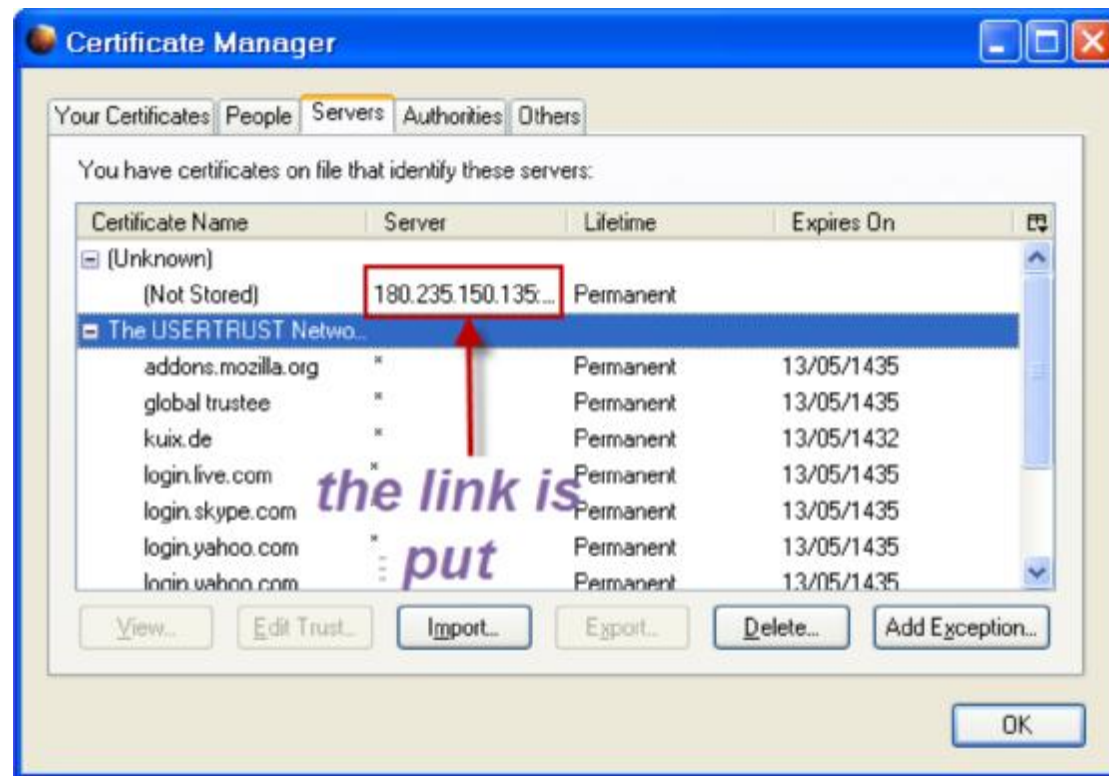 Certificate Manager
Your Certificates People Servers Authorities Others
You have certificates on file that identify these servers:
Certificate Name Server Lifetime Expires On
(Unknown)
(Not Stored) 180.235.150.135:... Permanent
The USERTRUST Netwo...
addons.mozilla.org * Permanent 13/05/1435
global trustee * Permanent 13/05/1435
kuix.de * Permanent 13/05/1432
login.live.com * Permanent 13/05/1435
login.skype.com * Permanent 13/05/1435
login.yahoo.com * Permanent 13/05/1435
login.yahoo.com Permanent 13/05/1435
the link is
put
View... Edit Trust... Import... Export... Delete... Add Exception...
OK